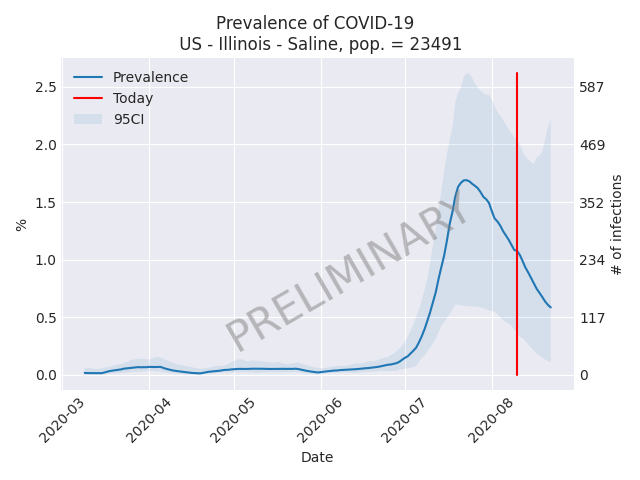 Prevalence of COVID-19
US - Illinois - Saline, pop. = 23491
Prevalence
Today
95CI
2.5
2.0
1.5
1.0
0.5
0.0
%
587
469
352
234
117
0
# of infections
PRELIMINARY
2020-03
2020-04
2020-05
2020-06
2020-07
2020-08
Date